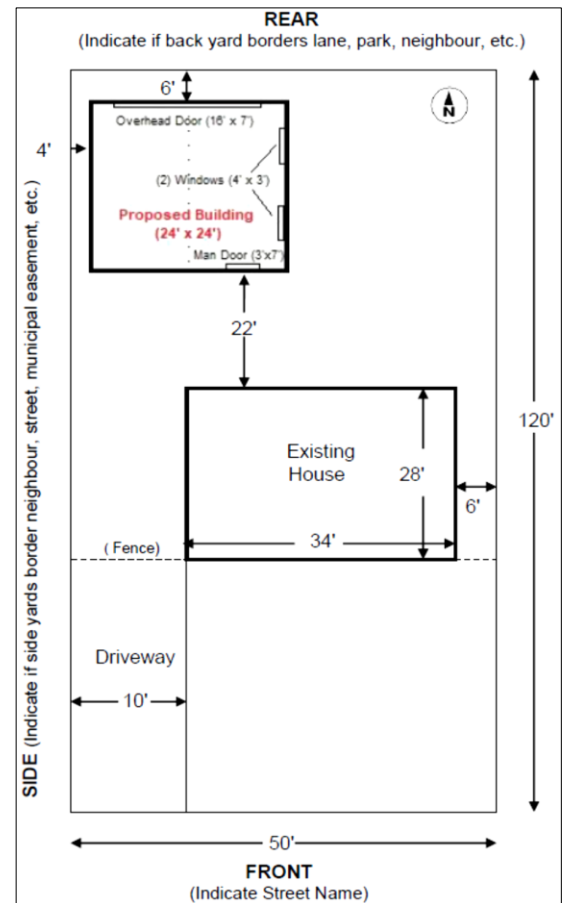 REAR
(Indicate if back yard borders lane, park, neighbour, etc.)
6'
N
Overhead Door (16' x 7')
4'
(2) Windows (4' x 3')
Proposed Building
(24' x 24')
Man Door (3'x7')
SIDE (Indicate if side yards border neighbour, street, municipal easement, etc.)
22'
120'
Existing
House
28'
6'
34'
( Fence)
Driveway
10'
50'
FRONT
(Indicate Street Name)